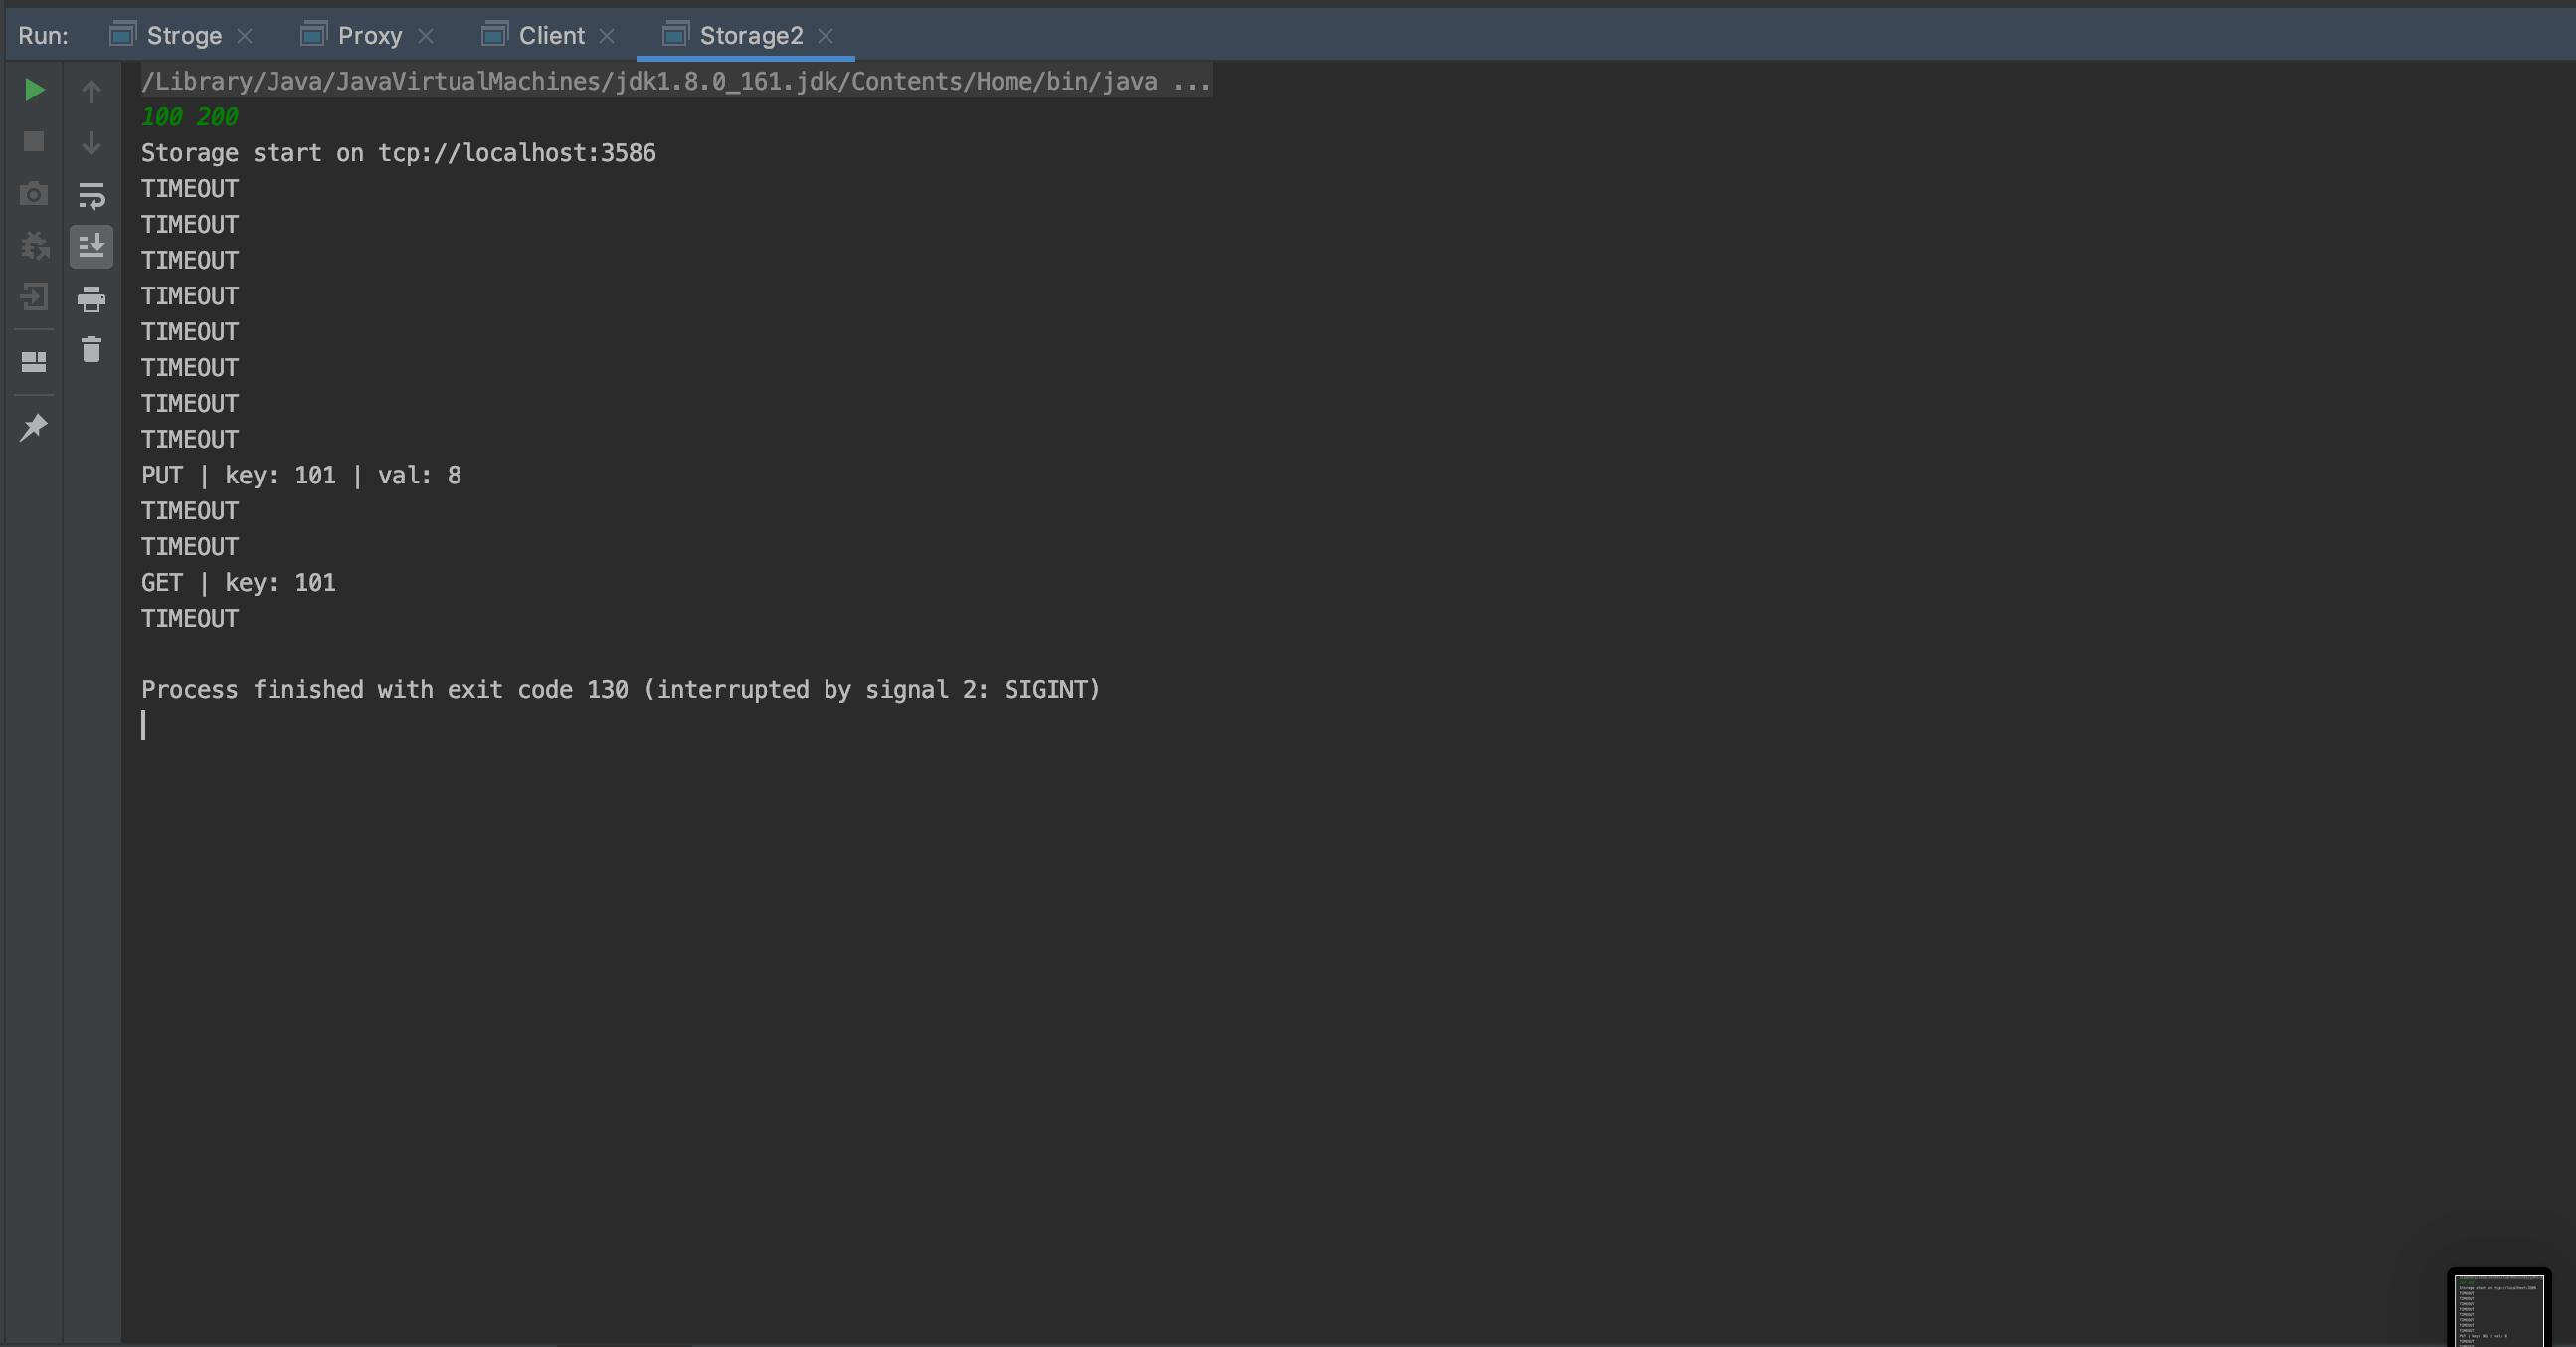 Run: Stroge Proxy Client Storage2
/Library/Java/JavaVirtualMachines/jdk1.8.0_161.jdk/Contents/Home/bin/java ...
100 200
Storage start on tcp://localhost:3586
TIMEOUT
TIMEOUT
TIMEOUT
TIMEOUT
TIMEOUT
TIMEOUT
TIMEOUT
TIMEOUT
PUT | key: 101 | val: 8
TIMEOUT
TIMEOUT
GET | key: 101
TIMEOUT
Process finished with exit code 130 (interrupted by signal 2: SIGINT)